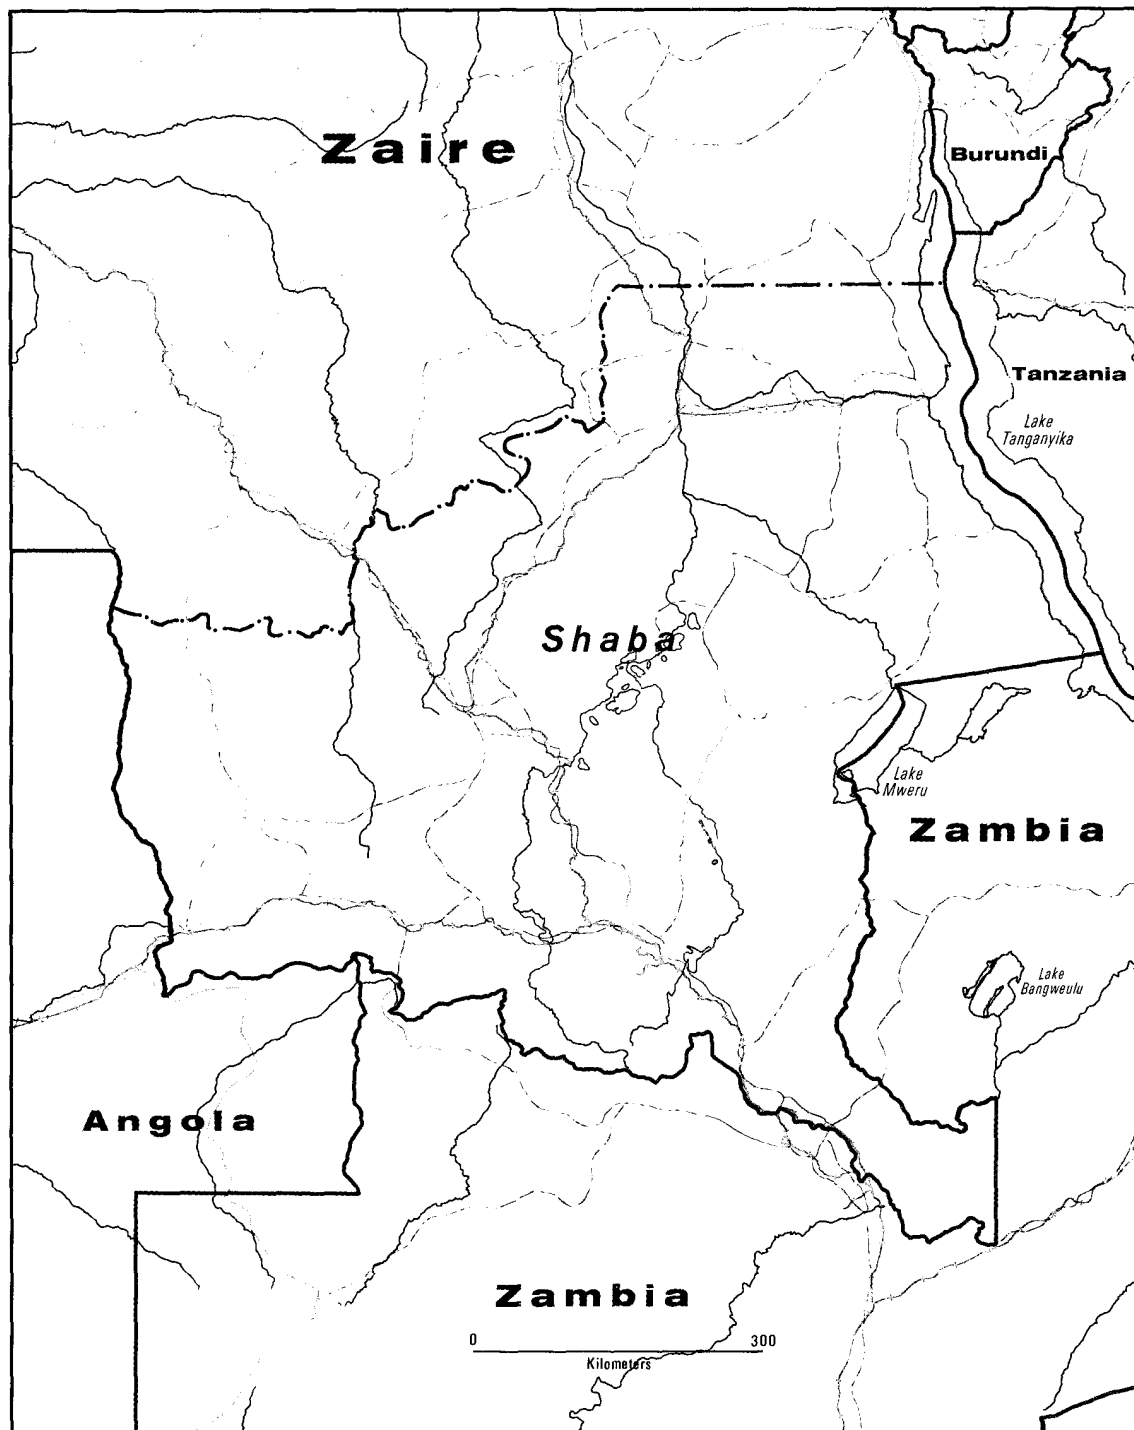 Zaire
Burundi
Tanzania
Lake
Tanganyika
Shaba
Lake
Mweru
Zambia
Lake
Bangweulu
Angola
Zambia
0 300
Kilometers